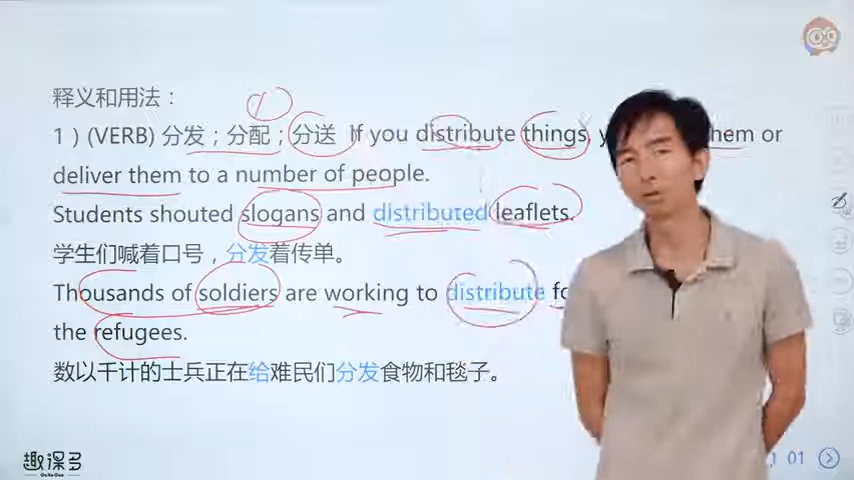 释义和用法：
1）(VERB) 分发；分配；分送 If you distribute things, them or
deliver them to a number of people.
Students shouted slogans and distributed leaflets.
学生们喊着口号，分发着传单。
Thousands of soldiers are working to distribute
the refugees.
数以千计的士兵正在给难民们分发食物和毯子。
趣课多
01